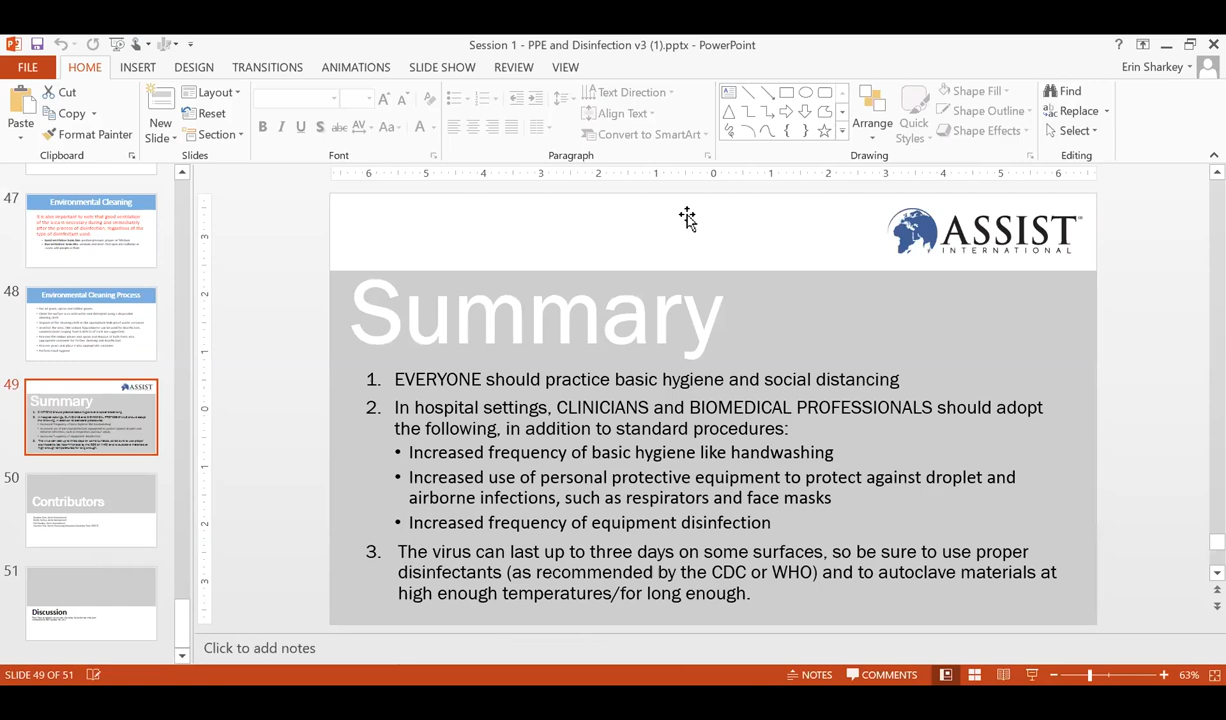 Session 1 - PPE and Disinfection v3 (1).pptx - PowerPoint
?
FILE
HOME
INSERT
DESIGN
TRANSITIONS
ANIMATIONS
SLIDE SHOW
REVIEW
VIEW
Erin Sharkey
Paste
Cut
Copy
Format Painter
Clipboard
New
Slide
Layout
Reset
Section
Slides
Font
Text Direction
Align Text
Convert to SmartArt
Paragraph
Arrange
Quick
Styles
Shape Fill
Shape Outline
Shape Effects
Drawing
Find
Replace
Select
Editing
47
Environmental Cleaning
48
Environmental Cleaning Process
49
ASSIST
Summary
50
Contributors
51
Discussion
ASSIST
INTERNATIONAL
Summary
1. EVERYONE should practice basic hygiene and social distancing
2. In hospital settings, CLINICIANS and BIOMEDICAL PROFESSIONALS should adopt
the following, in addition to standard procedures:
• Increased frequency of basic hygiene like handwashing
• Increased use of personal protective equipment to protect against droplet and
airborne infections, such as respirators and face masks
• Increased frequency of equipment disinfection
3. The virus can last up to three days on some surfaces, so be sure to use proper
disinfectants (as recommended by the CDC or WHO) and to autoclave materials at
high enough temperatures/for long enough.
Click to add notes
SLIDE 49 OF 51
NOTES
COMMENTS
63%